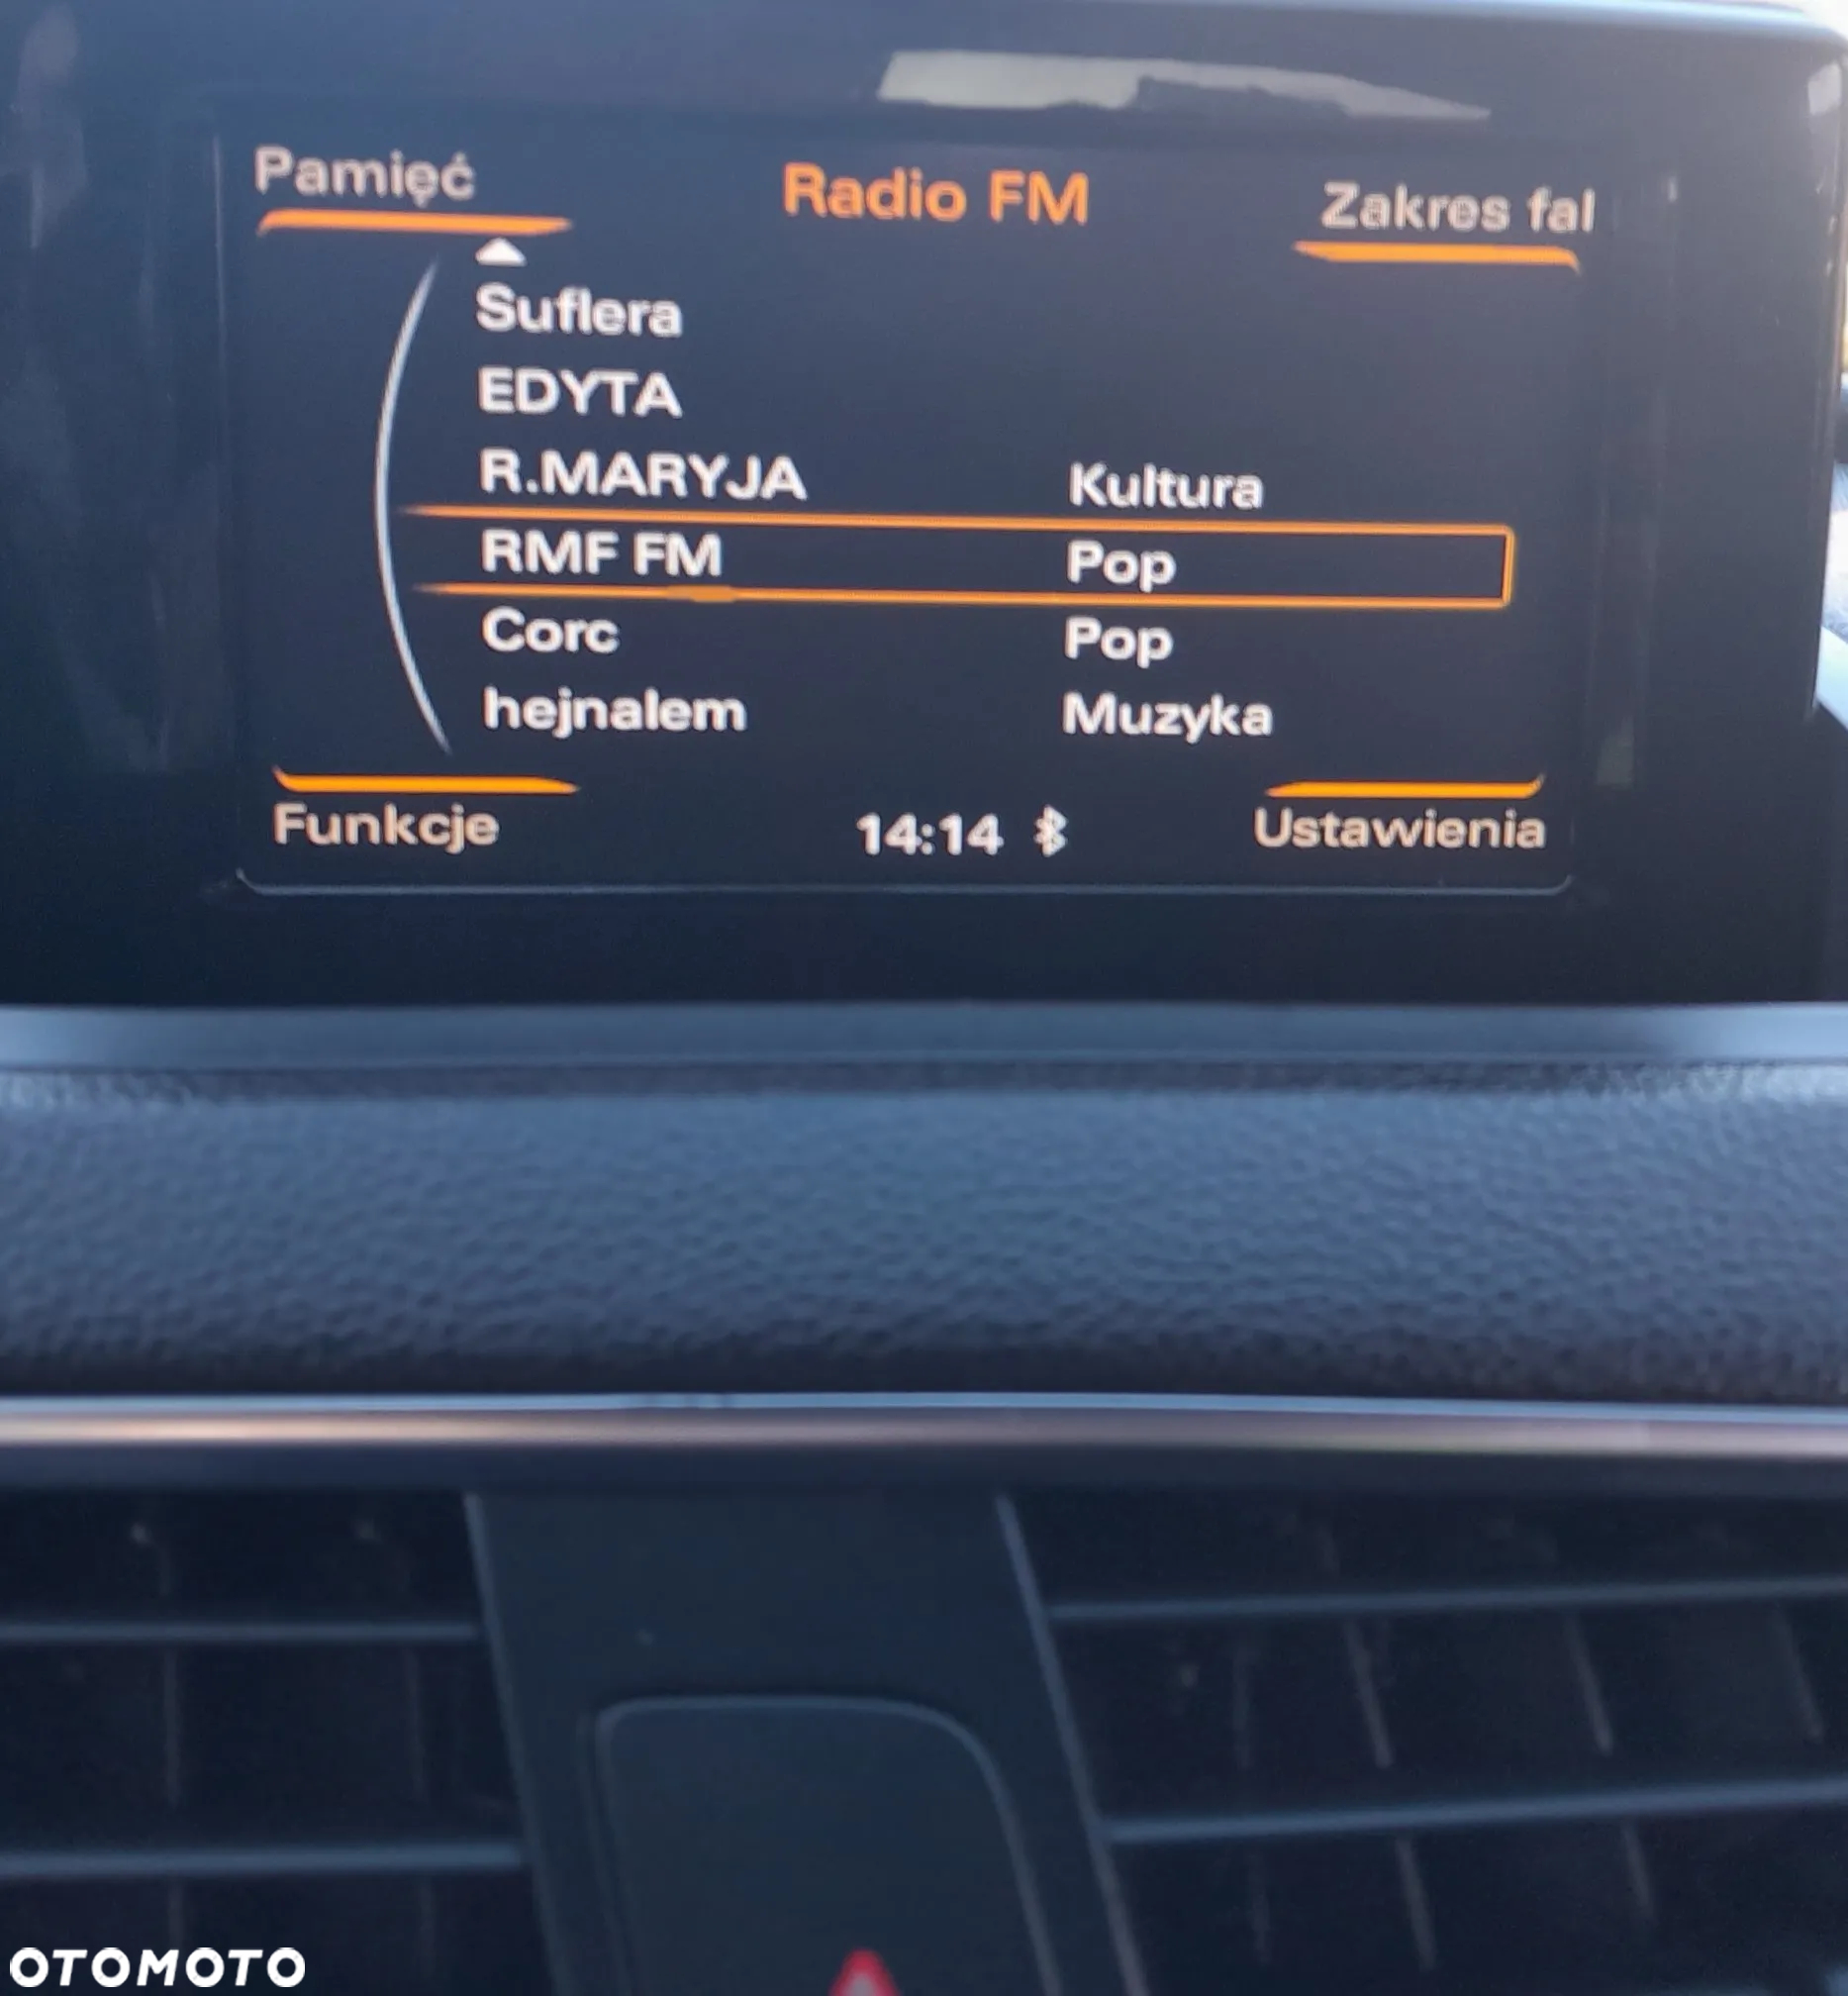 Pamięć Radio FM Zakres fal
Suflera
EDYTA
R.MARYJA Kultura
RMF FM Pop
Corc Pop
hejnalem Muzyka
Funkcje 14:14 Ustawienia
OTOMOTO